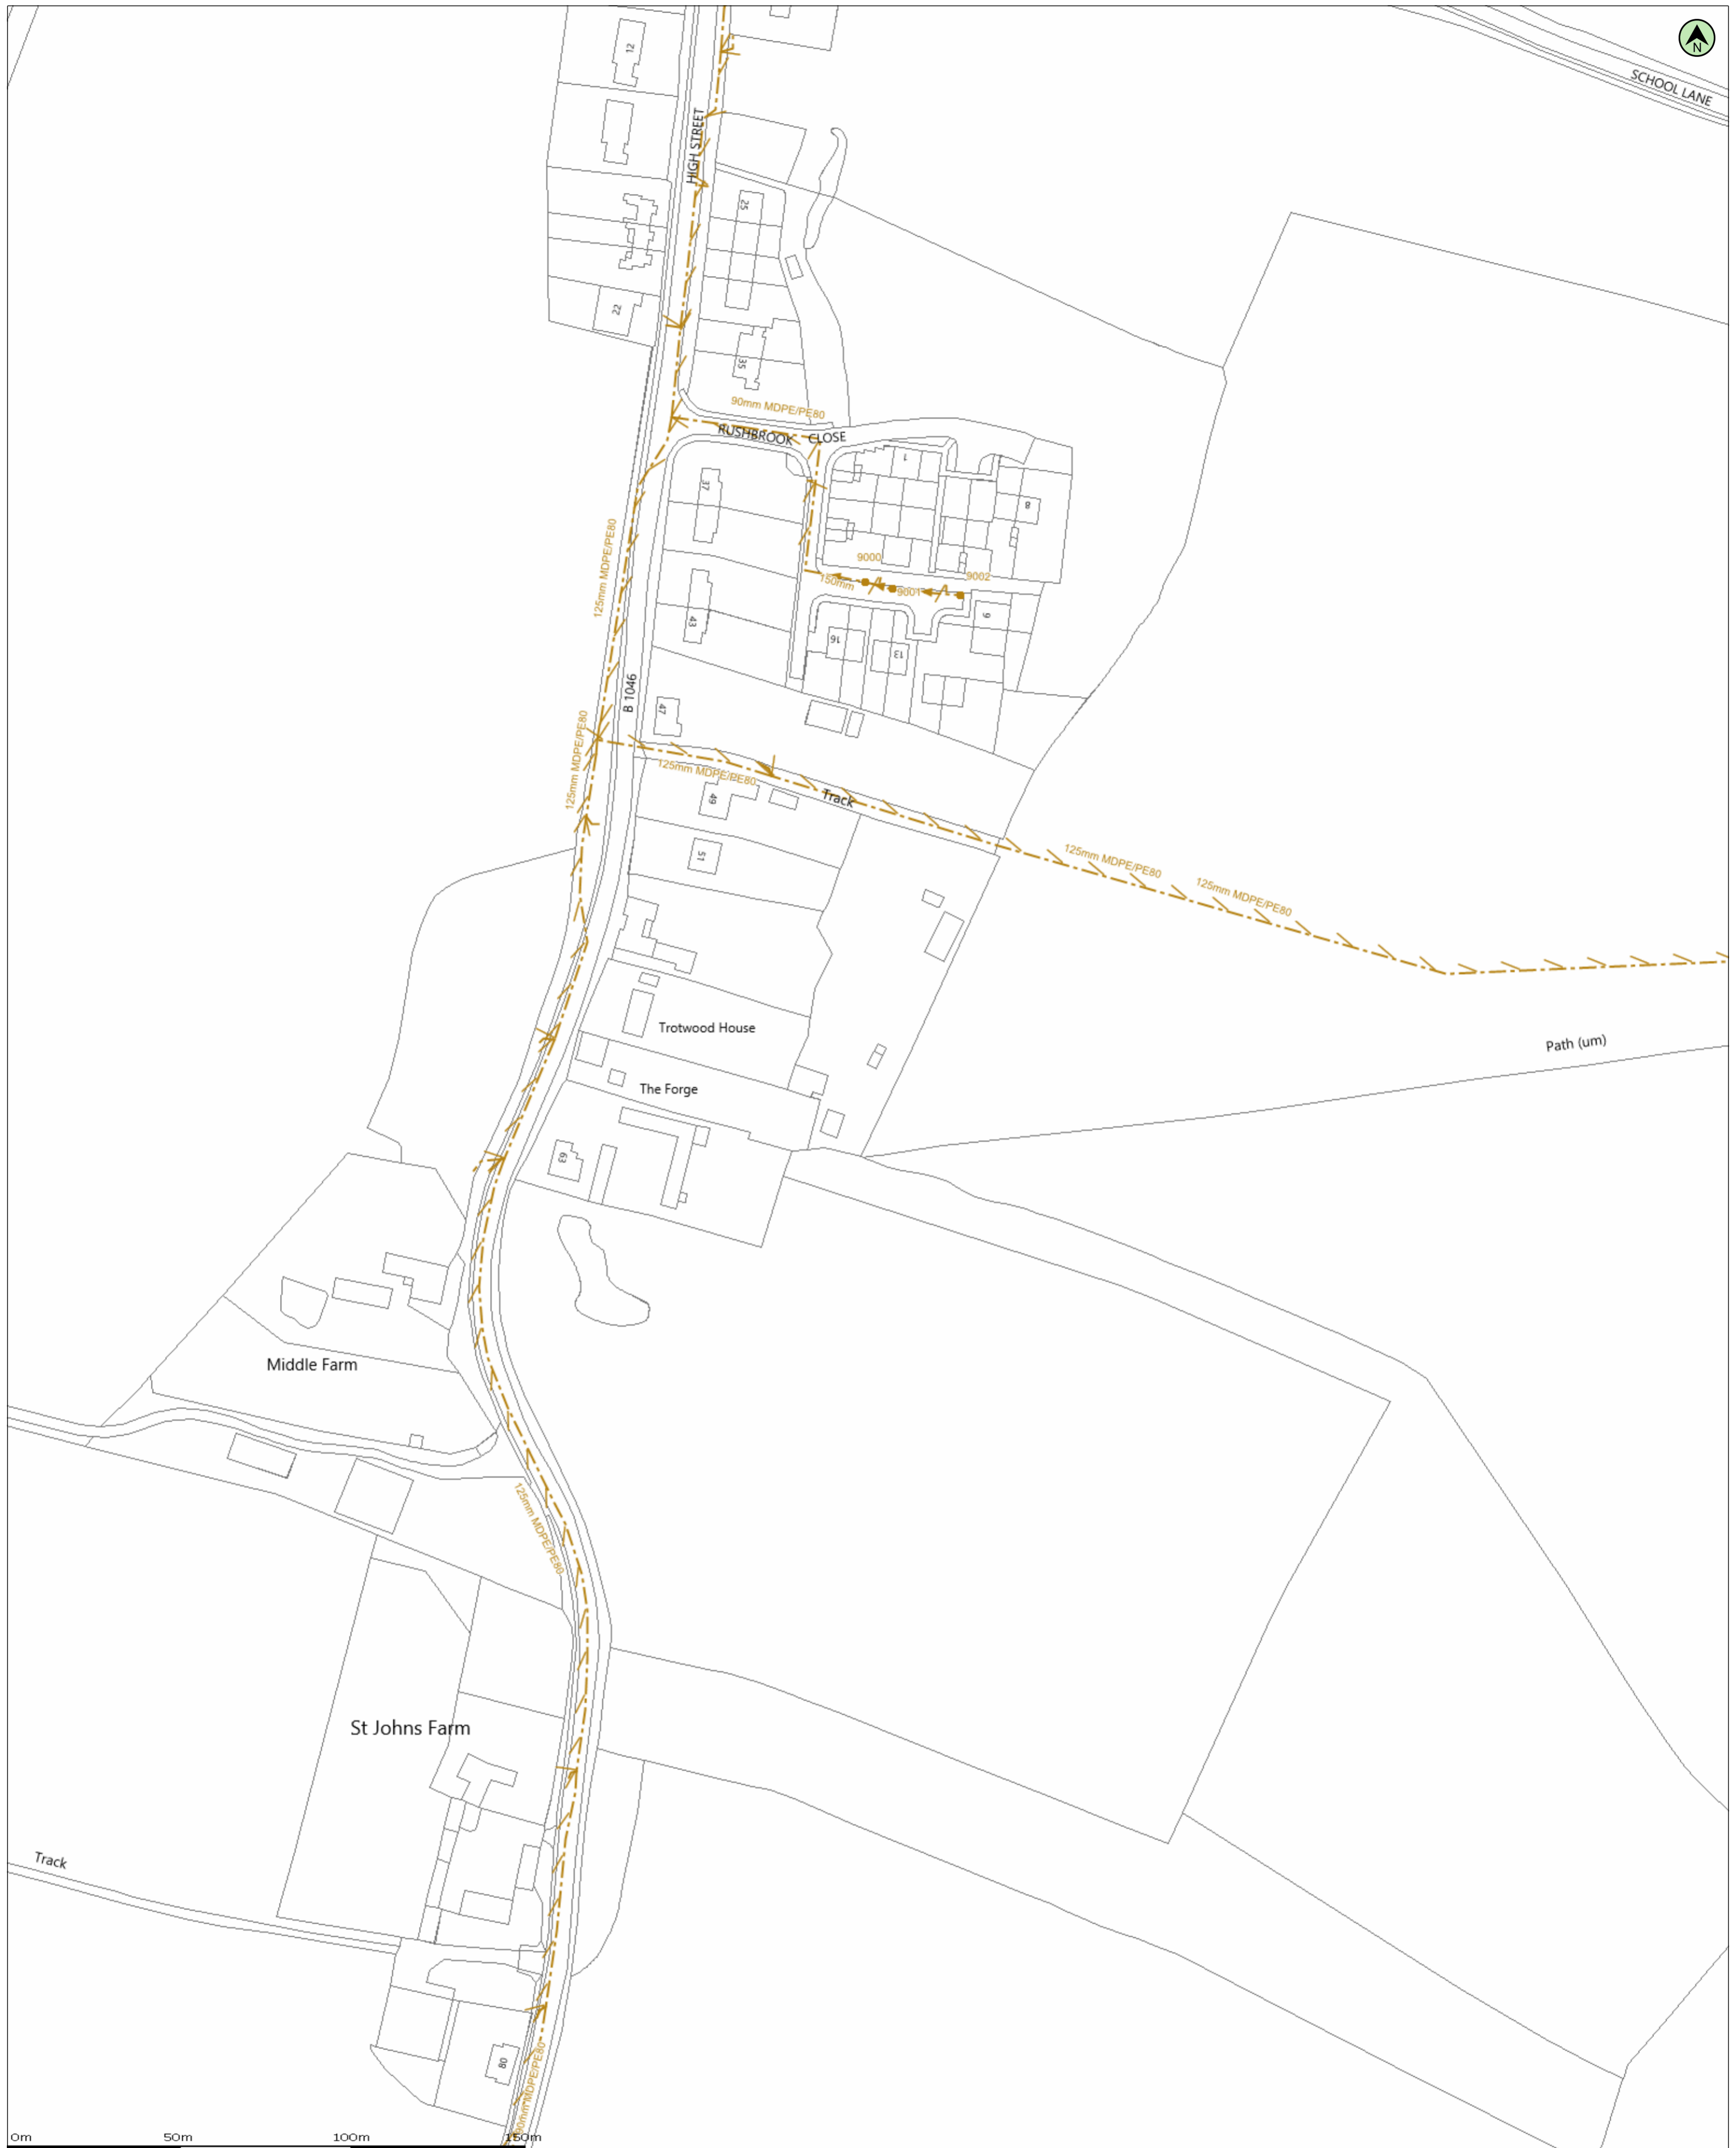 N
SCHOOL LANE
12
HIGH STREET
25
22
35
90mm MDPE/PE80
RUSHBROOK CLOSE
1
37
8
125mm MDPE/PE80
9000
9002
150mm
9001
43
9
16
13
B 1046
47
125mm MDPE/PE80
125mm MDPE/PE80
49
Track
51
125mm MDPE/PE80
125mm MDPE/PE80
Trotwood House
Path (um)
The Forge
63
Middle Farm
125mm MDPE/PE80
St Johns Farm
Track
80
90mm MDPE/PE80
0m 50m 100m 150m